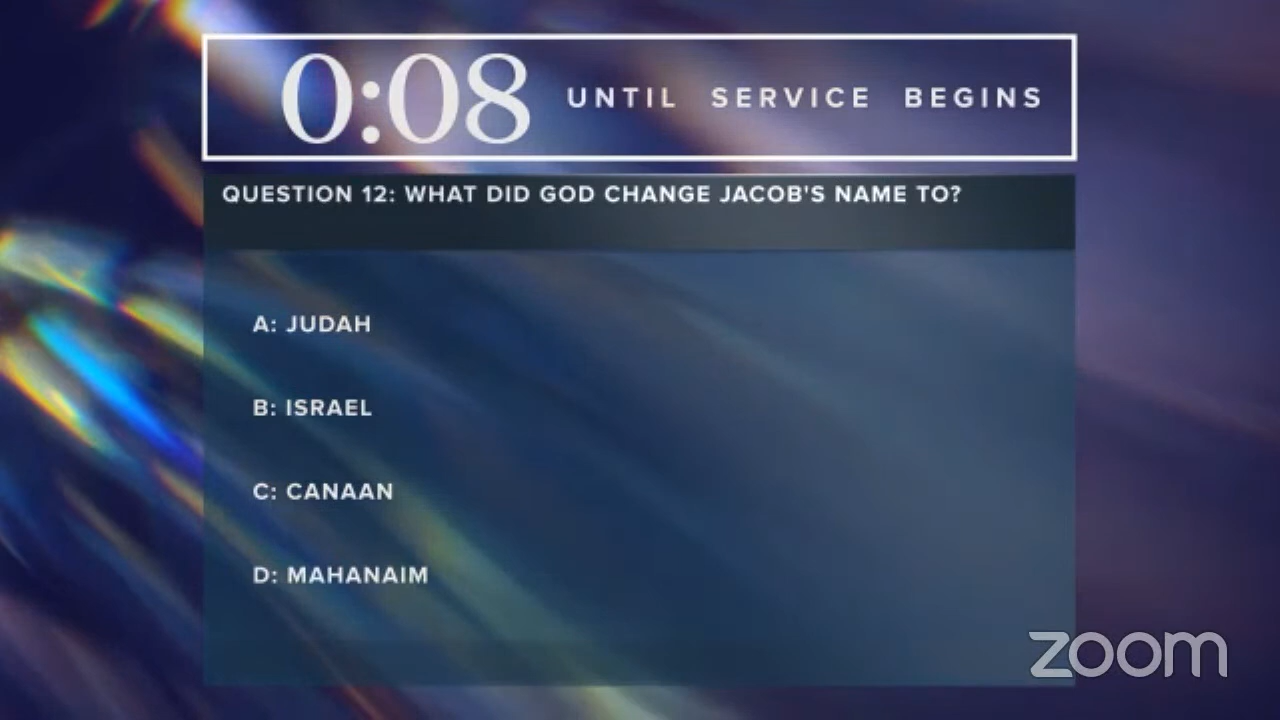 0:08 UNTIL SERVICE BEGINS
QUESTION 12: WHAT DID GOD CHANGE JACOB'S NAME TO?
A: JUDAH
B: ISRAEL
C: CANAAN
D: MAHANAIM
zoom